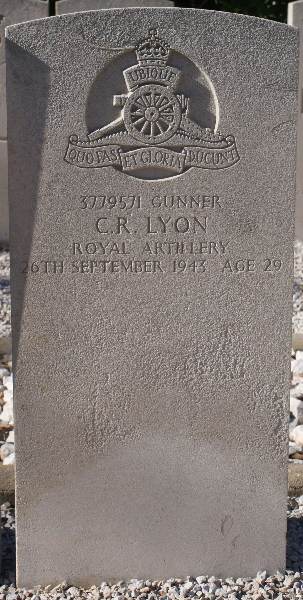 UBIQUE
QUO FAS ET GLORIA DUCUNT
3779571 GUNNER
C.R. LYON
ROYAL ARTILLERY
26TH SEPTEMBER 1943 AGE 29